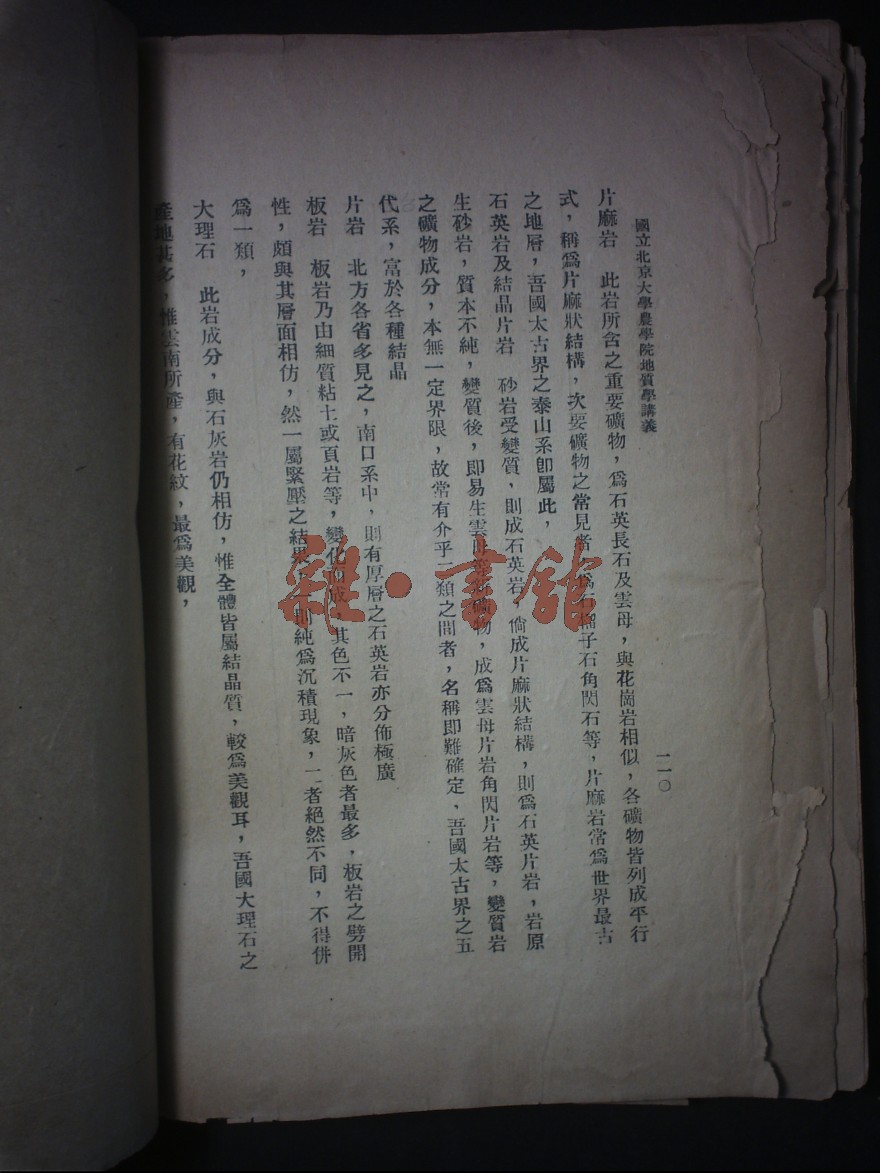 國立北京大學農學院地質學講義
一一〇
片麻岩　此岩所含之重要礦物，爲石英長石及雲母，與花崗岩相似，各礦物皆列成平行
式，稱爲片麻狀結構，次要礦物之常見者，爲石榴子石角閃石等，片麻岩常爲世界最古
之地層，吾國太古界之泰山系卽屬此，
石英岩及結晶片岩　砂岩受變質，則成石英岩，倘成片麻狀結構，則爲石英片岩，岩原
生砂岩，質本不純，變質後，即易生雲母等新礦物，成爲雲母片岩角閃片岩等，變質岩
之礦物成分，本無一定界限，故常有介乎二類之間者，名稱即難確定，吾國太古界之五
代系，富於各種結晶
片岩　北方各省多見之，南口系中，則有厚層之石英岩亦分佈極廣
板岩　板岩乃由細質粘土或頁岩等，變化而成，其色不一，暗灰色者最多，板岩之劈開
性，頗與其層面相仿，然一屬緊壓之結果，一則純爲沉積現象，二者絕然不同，不得併
爲一類，
大理石　此岩成分，與石灰岩仍相仿，惟全體皆屬結晶質，較爲美觀耳，吾國大理石之
產地甚多，惟雲南所產，有花紋，最爲美觀，
雜·書館